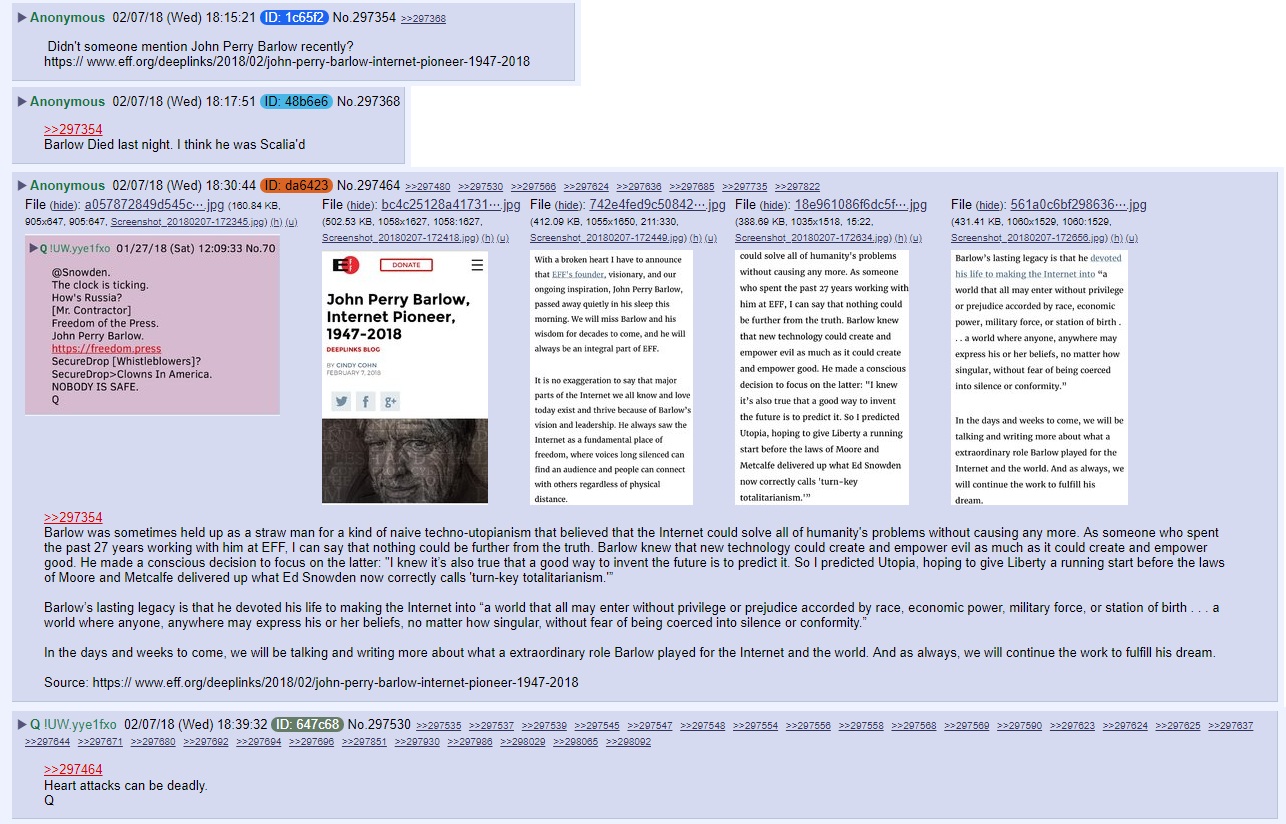 Anonymous 02/07/18 (Wed) 18:15:21 ID: 1c65f2 No.297354 >>297368
Didn't someone mention John Perry Barlow recently?
https:// www.eff.org/deeplinks/2018/02/john-perry-barlow-internet-pioneer-1947-2018
Anonymous 02/07/18 (Wed) 18:17:51 ID: 48b6e6 No.297368
>>297354
Barlow Died last night. I think he was Scalia'd
Anonymous 02/07/18 (Wed) 18:30:44 ID: da6423 No.297464 >>297480 >>297530 >>297566 >>297624 >>297636 >>297685 >>297735 >>297822
File (hide): a057872849d545c···.jpg (160.84 KB,
905x647, 905:647, Screenshot_20180207-172345.jpg) (h) (u)
Q !UW.yye1fxo 01/27/18 (Sat) 12:09:33 No.70
@Snowden.
The clock is ticking.
How's Russia?
[Mr. Contractor]
Freedom of the Press.
John Perry Barlow.
https://freedom.press
SecureDrop [Whistleblowers]?
SecureDrop>Clowns In America.
NOBODY IS SAFE.
Q
File (hide): bc4c25128a41731···.jpg
(502.53 KB, 1058x1627, 1058:1627,
Screenshot_20180207-172418.jpg) (h) (u)
EFF
DONATE
John Perry Barlow,
Internet Pioneer,
1947-2018
DEEPLINKS BLOG
BY CINDY COHN
FEBRUARY 7, 2018
f g+
File (hide): 742e4fed9c50842···.jpg
(412.09 KB, 1055x1650, 211:330,
Screenshot_20180207-172449.jpg) (h) (u)
With a broken heart I have to announce
that EFF's founder, visionary, and our
ongoing inspiration, John Perry Barlow,
passed away quietly in his sleep this
morning. We will miss Barlow and his
wisdom for decades to come, and he will
always be an integral part of EFF.
It is no exaggeration to say that major
parts of the Internet we all know and love
today exist and thrive because of Barlow's
vision and leadership. He always saw the
Internet as a fundamental place of
freedom, where voices long silenced can
find an audience and people can connect
with others regardless of physical
distance.
File (hide): 18e961086f6dc5f···.jpg
(388.69 KB, 1035x1518, 15:22,
Screenshot_20180207-172634.jpg) (h) (u)
could solve all of humanity's problems
without causing any more. As someone
who spent the past 27 years working with
him at EFF, I can say that nothing could
be further from the truth. Barlow knew
that new technology could create and
empower evil as much as it could create
and empower good. He made a conscious
decision to focus on the latter: "I knew
it's also true that a good way to invent
the future is to predict it. So I predicted
Utopia, hoping to give Liberty a running
start before the laws of Moore and
Metcalfe delivered up what Ed Snowden
now correctly calls 'turn-key
totalitarianism.'”
File (hide): 561a0c6bf298636···.jpg
(431.41 KB, 1060x1529, 1060:1529,
Screenshot_20180207-172656.jpg) (h) (u)
Barlow's lasting legacy is that he devoted
his life to making the Internet into “a
world that all may enter without privilege
or prejudice accorded by race, economic
power, military force, or station of birth .
. . a world where anyone, anywhere may
express his or her beliefs, no matter how
singular, without fear of being coerced
into silence or conformity.”
In the days and weeks to come, we will be
talking and writing more about what a
extraordinary role Barlow played for the
Internet and the world. And as always, we
will continue the work to fulfill his
dream.
>>297354
Barlow was sometimes held up as a straw man for a kind of naive techno-utopianism that believed that the Internet could solve all of humanity's problems without causing any more. As someone who spent
the past 27 years working with him at EFF, I can say that nothing could be further from the truth. Barlow knew that new technology could create and empower evil as much as it could create and empower
good. He made a conscious decision to focus on the latter: "I knew it's also true that a good way to invent the future is to predict it. So I predicted Utopia, hoping to give Liberty a running start before the laws
of Moore and Metcalfe delivered up what Ed Snowden now correctly calls 'turn-key totalitarianism.'”
Barlow's lasting legacy is that he devoted his life to making the Internet into “a world that all may enter without privilege or prejudice accorded by race, economic power, military force, or station of birth . . . a
world where anyone, anywhere may express his or her beliefs, no matter how singular, without fear of being coerced into silence or conformity.”
In the days and weeks to come, we will be talking and writing more about what a extraordinary role Barlow played for the Internet and the world. And as always, we will continue the work to fulfill his dream.
Source: https:// www.eff.org/deeplinks/2018/02/john-perry-barlow-internet-pioneer-1947-2018
Q !UW.yye1fxo 02/07/18 (Wed) 18:39:32 ID: 647c68 No.297530 >>297535 >>297537 >>297539 >>297545 >>297547 >>297548 >>297554 >>297556 >>297558 >>297568 >>297569 >>297590 >>297623 >>297624 >>297625 >>297637
>>297644 >>297671 >>297680 >>297692 >>297694 >>297696 >>297851 >>297930 >>297986 >>298029 >>298065 >>298092
>>297464
Heart attacks can be deadly.
Q